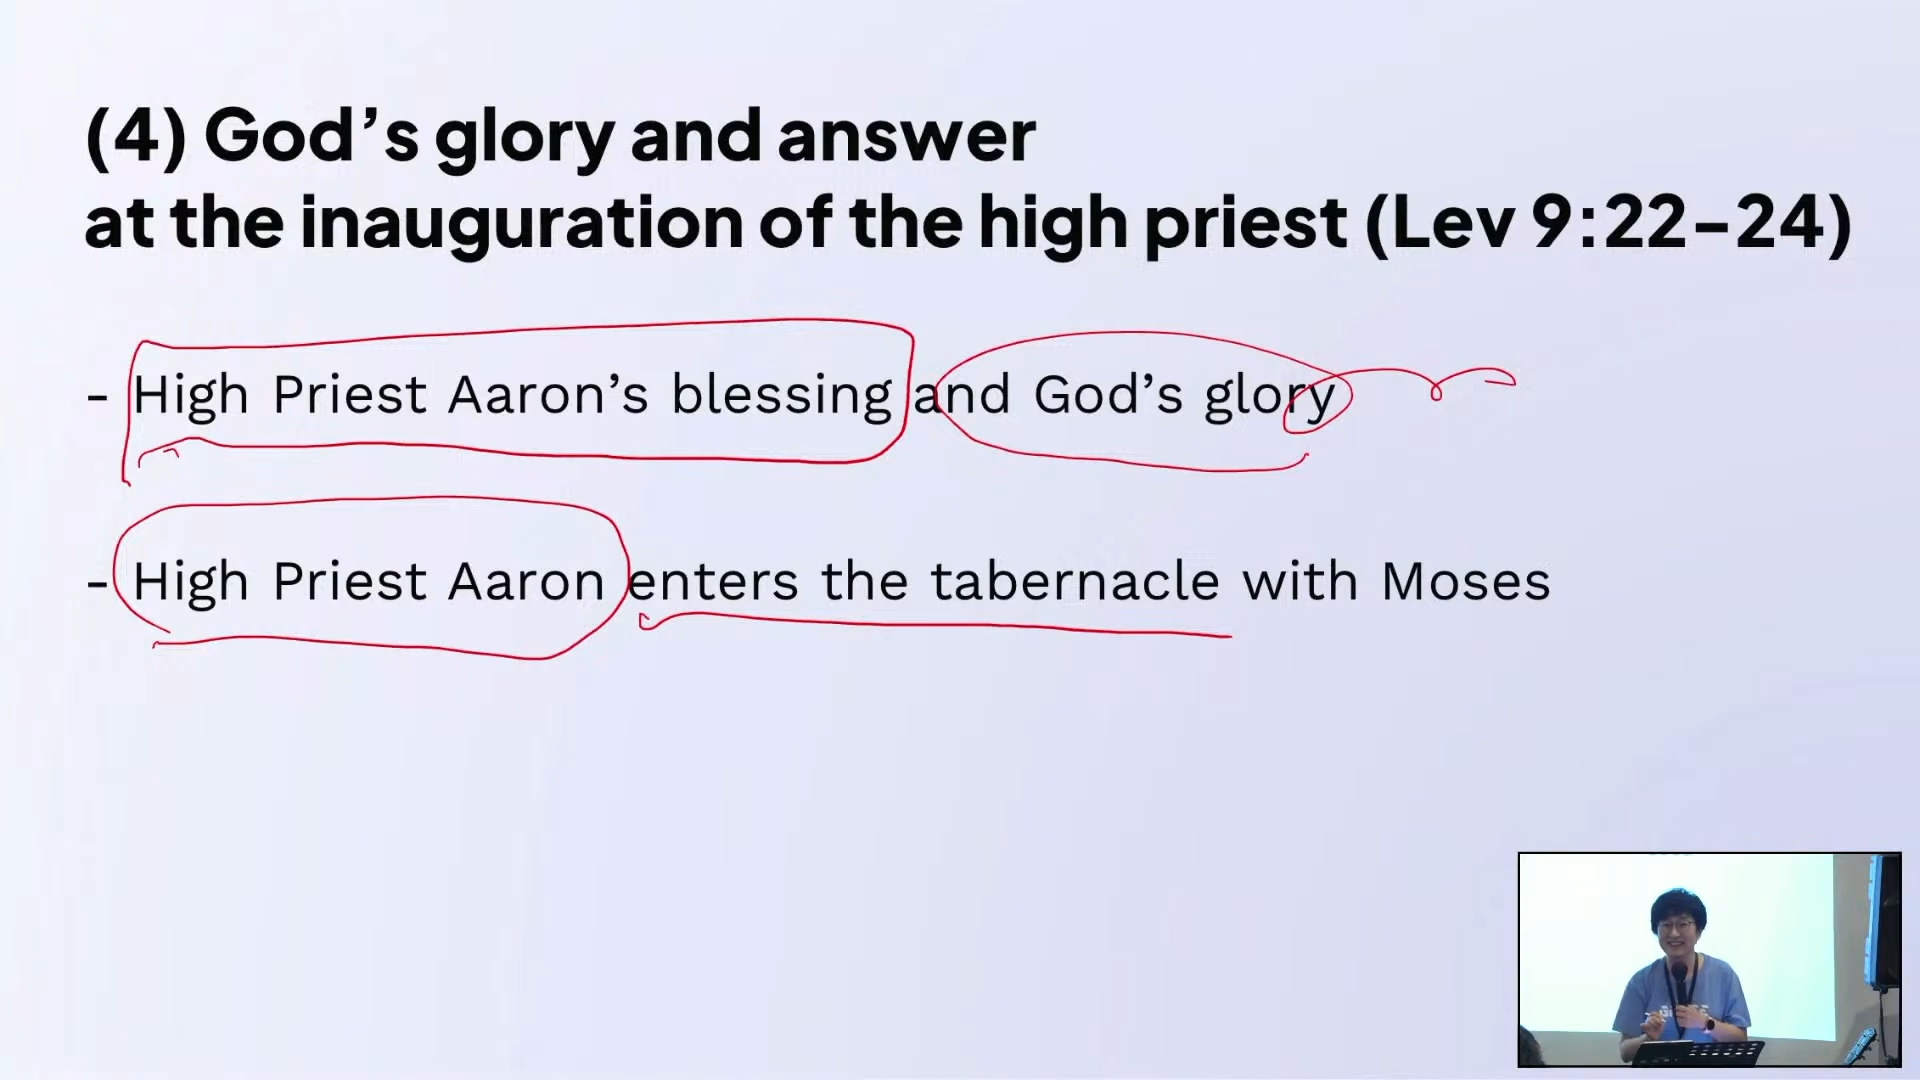 (4) God’s glory and answer
at the inauguration of the high priest (Lev 9:22-24)
- High Priest Aaron’s blessing and God’s glory
- High Priest Aaron enters the tabernacle with Moses